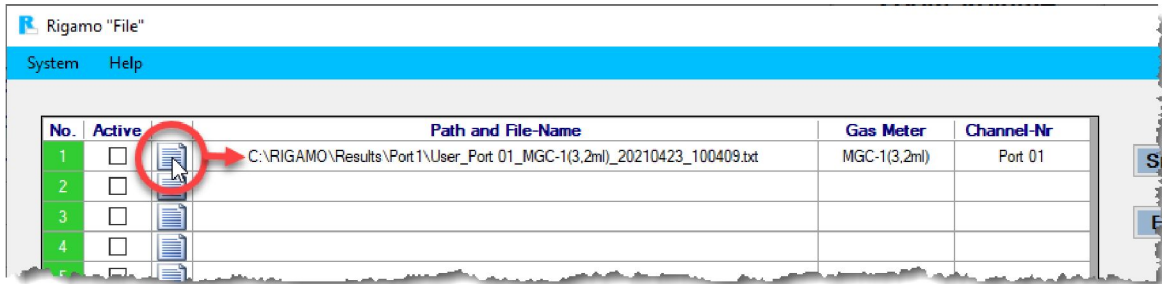 Rigamo "File"
System Help
No. Active Path and File-Name Gas Meter Channel-Nr
1 C:\RIGAMO\Results\Port1\User_Port 01_MGC-1(3,2ml)_20210423_100409.txt MGC-1(3,2ml) Port 01
2
3
4